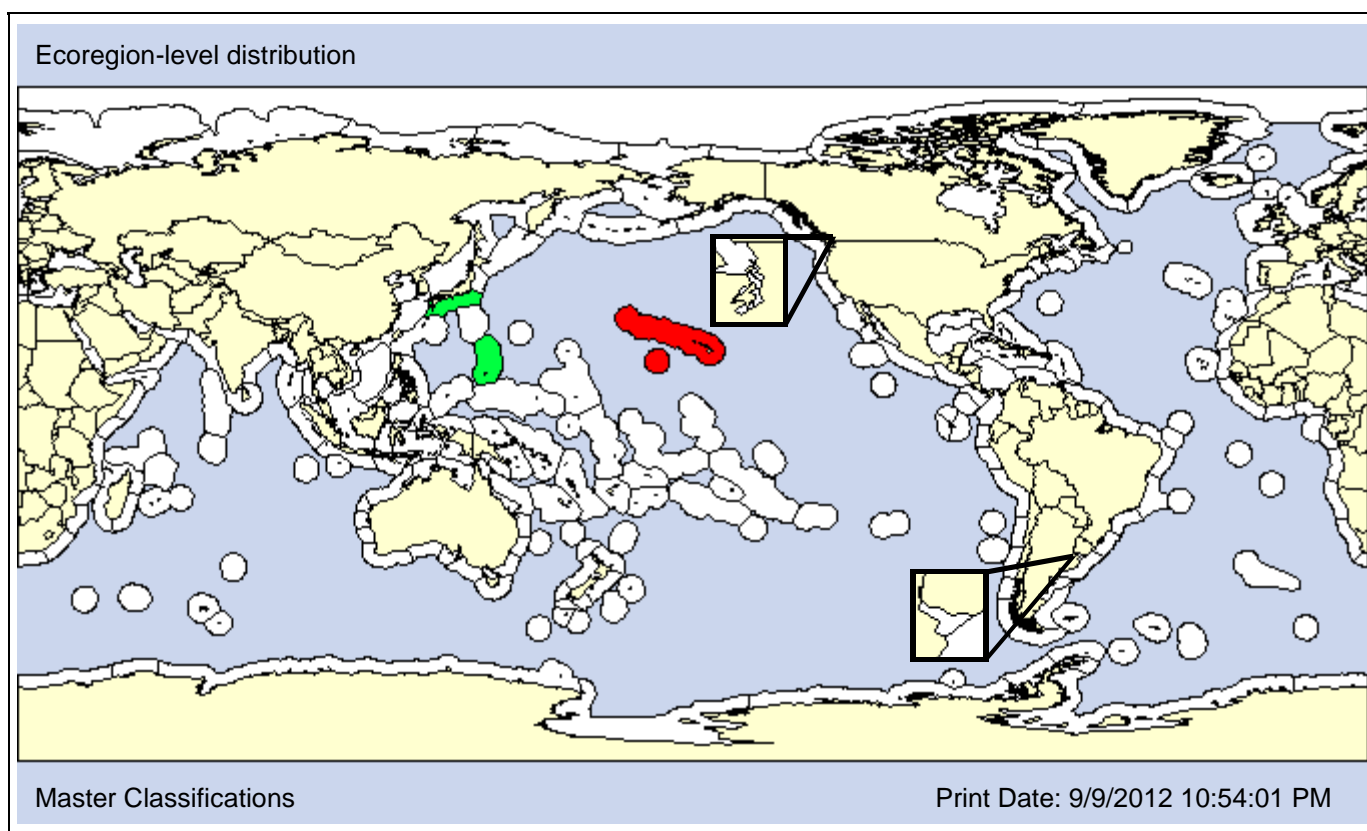 Ecoregion-level distribution
Master Classifications
Print Date: 9/9/2012 10:54:01 PM